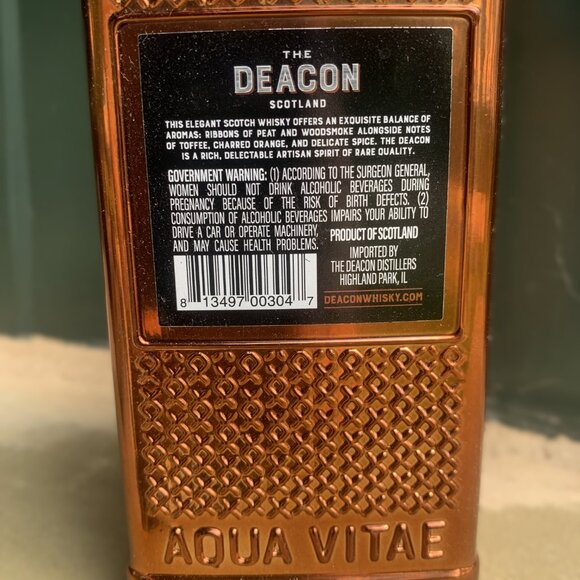 THE
DEACON
SCOTLAND
THIS ELEGANT SCOTCH WHISKY OFFERS AN EXQUISITE BALANCE OF
AROMAS: RIBBONS OF PEAT AND WOODSMOKE ALONGSIDE NOTES
OF TOFFEE, CHARRED ORANGE, AND DELICATE SPICE. THE DEACON
IS A RICH, DELECTABLE ARTISAN SPIRIT OF RARE QUALITY.
GOVERNMENT WARNING: (1) ACCORDING TO THE SURGEON GENERAL,
WOMEN SHOULD NOT DRINK ALCOHOLIC BEVERAGES DURING
PREGNANCY BECAUSE OF THE RISK OF BIRTH DEFECTS. (2)
CONSUMPTION OF ALCOHOLIC BEVERAGES IMPAIRS YOUR ABILITY TO
DRIVE A CAR OR OPERATE MACHINERY,
AND MAY CAUSE HEALTH PROBLEMS.
PRODUCT OF SCOTLAND
IMPORTED BY
THE DEACON DISTILLERS
HIGHLAND PARK, IL
DEACONWHISKY.COM
8 13497 00304 7
AQUA VITAE